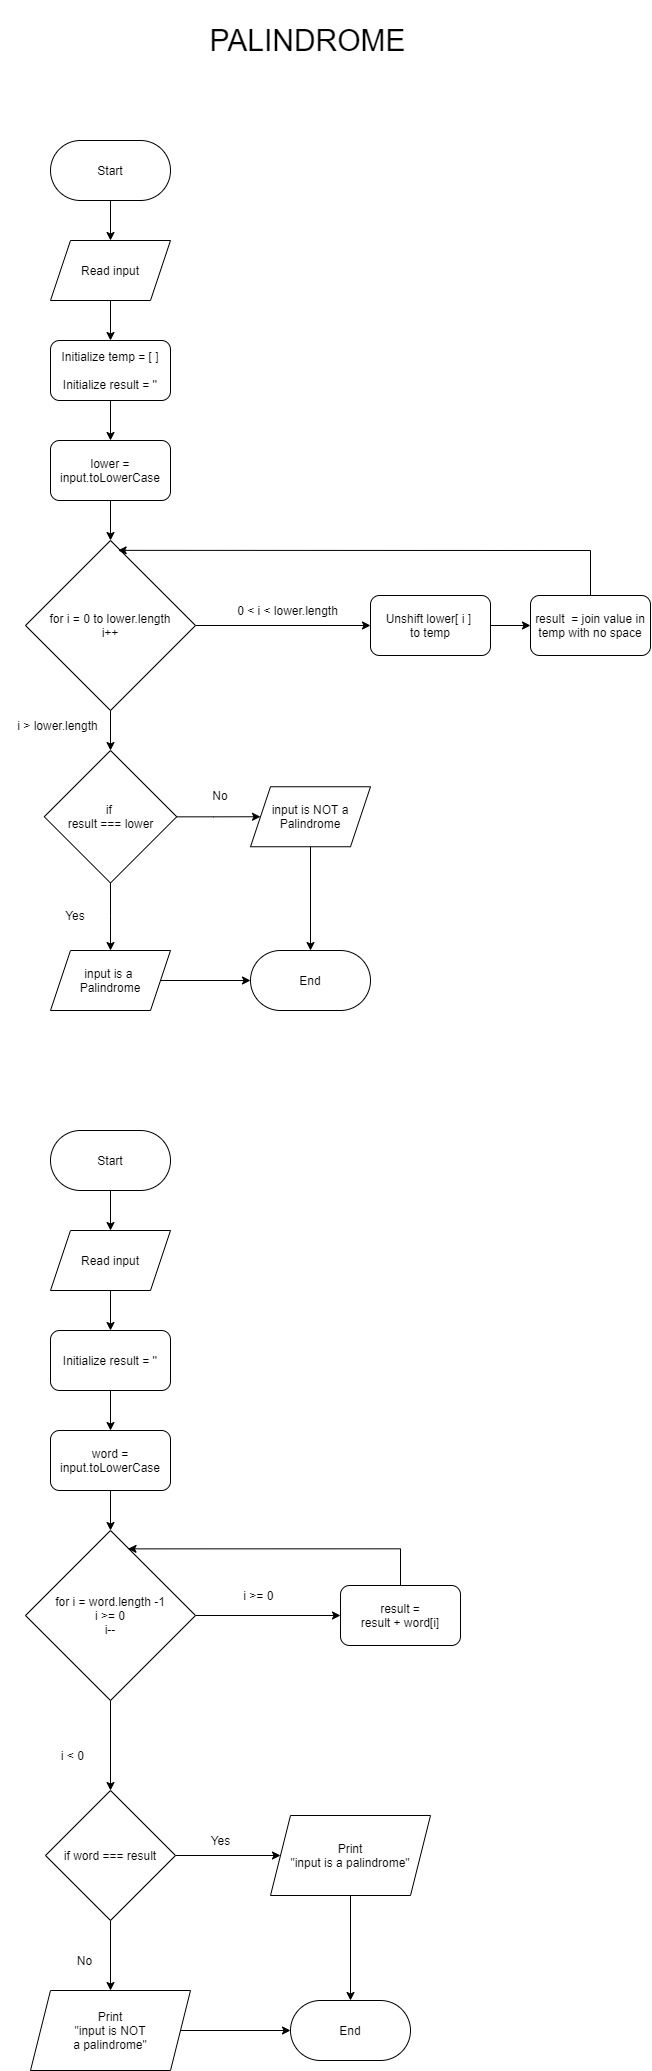 PALINDROME
Start
Read input
Initialize temp = [ ]
Initialize result = ''
lower =
input.toLowerCase
for i = 0 to lower.length
i++
0 < i < lower.length
Unshift lower[ i ]
to temp
result  = join value in
temp with no space
i > lower.length
if
result === lower
No
input is NOT a
Palindrome
Yes
input is a
Palindrome
End
Start
Read input
Initialize result = ''
word =
input.toLowerCase
for i = word.length -1
i >= 0
i--
i >= 0
result =
result + word[i]
i < 0
if word === result
Yes
Print
"input is a palindrome"
No
Print
"input is NOT
a palindrome"
End